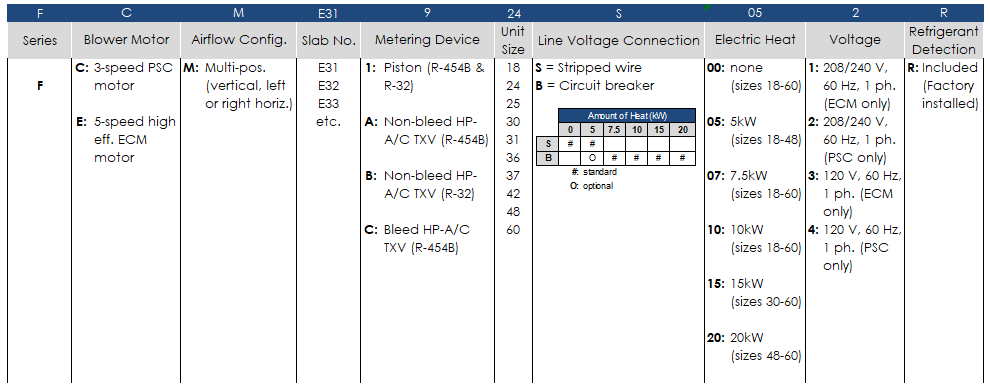 F C M E31 9 24 S 05 2 R
Series Blower Motor Airflow Config. Slab No. Metering Device Unit Size Line Voltage Connection Electric Heat Voltage Refrigerant Detection
F
C: 3-speed PSC
motor
E: 5-speed high
eff. ECM
motor
M: Multi-pos.
(vertical, left
or right horiz.)
E31
E32
E33
etc.
1: Piston (R-454B &
R-32)
A: Non-bleed HP-
A/C TXV (R-454B)
B: Non-bleed HP-
A/C TXV (R-32)
C: Bleed HP-A/C
TXV (R-454B)
18
24
25
30
31
36
37
42
48
60
S = Stripped wire
B = Circuit breaker
Amount of Heat (kW)
0 5 7.5 10 15 20
S # #
B O # # # #
#: standard
O: optional
00: none
(sizes 18-60)
05: 5kW
(sizes 18-48)
07: 7.5kW
(sizes 18-60)
10: 10kW
(sizes 18-60)
15: 15kW
(sizes 30-60)
20: 20kW
(sizes 48-60)
1: 208/240 V,
60 Hz, 1 ph.
(ECM only)
2: 208/240 V,
60 Hz, 1 ph.
(PSC only)
3: 120 V, 60 Hz,
1 ph. (ECM
only)
4: 120 V, 60 Hz,
1 ph. (PSC
only)
R: Included
(Factory
installed)